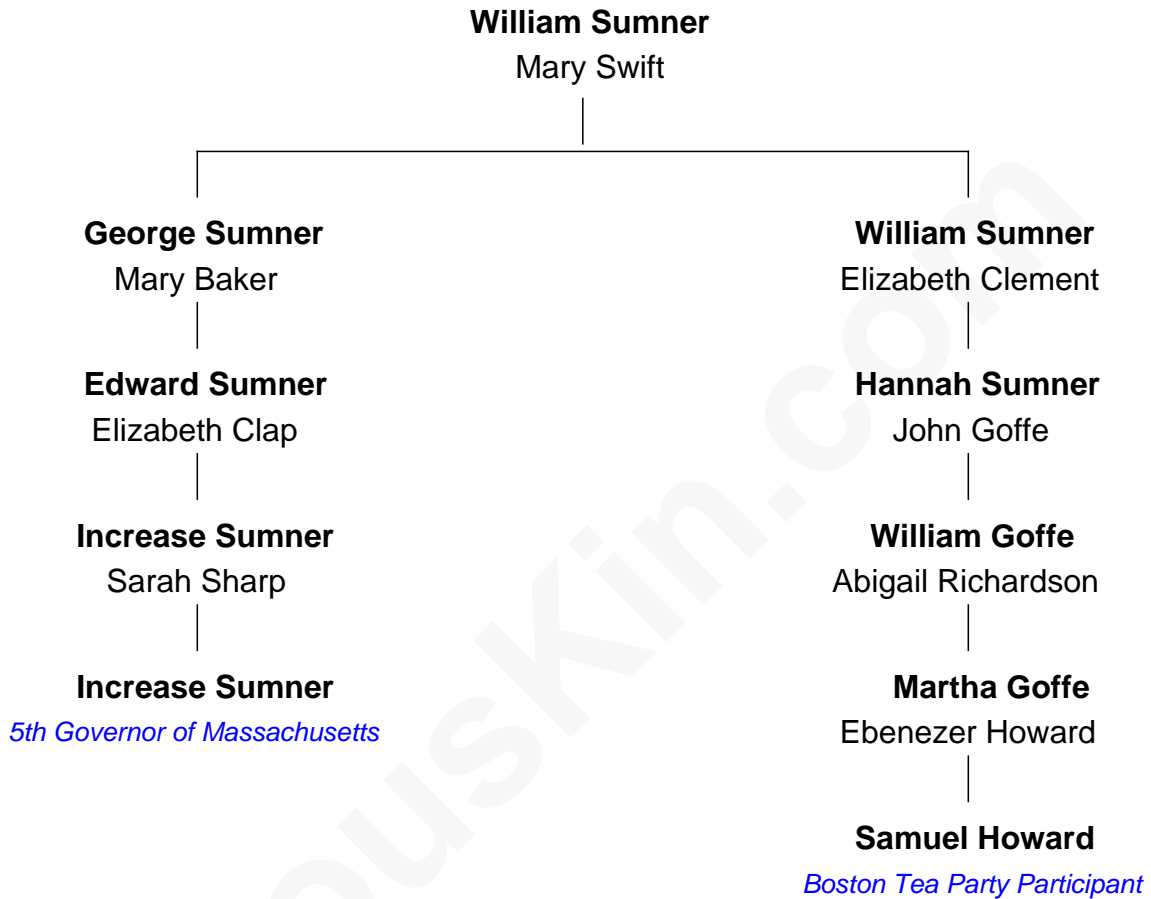 William Sumner
Mary Swift
George Sumner
Mary Baker
William Sumner
Elizabeth Clement
Edward Sumner
Elizabeth Clap
Hannah Sumner
John Goffe
Increase Sumner
Sarah Sharp
William Goffe
Abigail Richardson
Increase Sumner
5th Governor of Massachusetts
Martha Goffe
Ebenezer Howard
Samuel Howard
Boston Tea Party Participant
ousKin.com